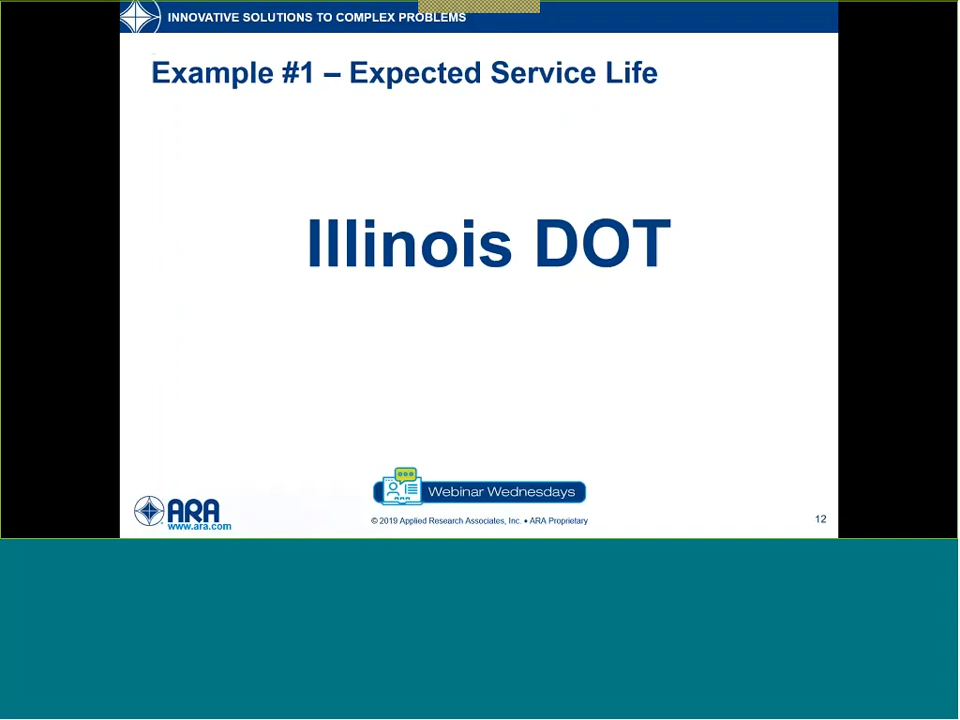 INNOVATIVE SOLUTIONS TO COMPLEX PROBLEMS
Example #1 – Expected Service Life
Illinois DOT
Webinar Wednesdays
ARA
www.ara.com
© 2019 Applied Research Associates, Inc. • ARA Proprietary
12